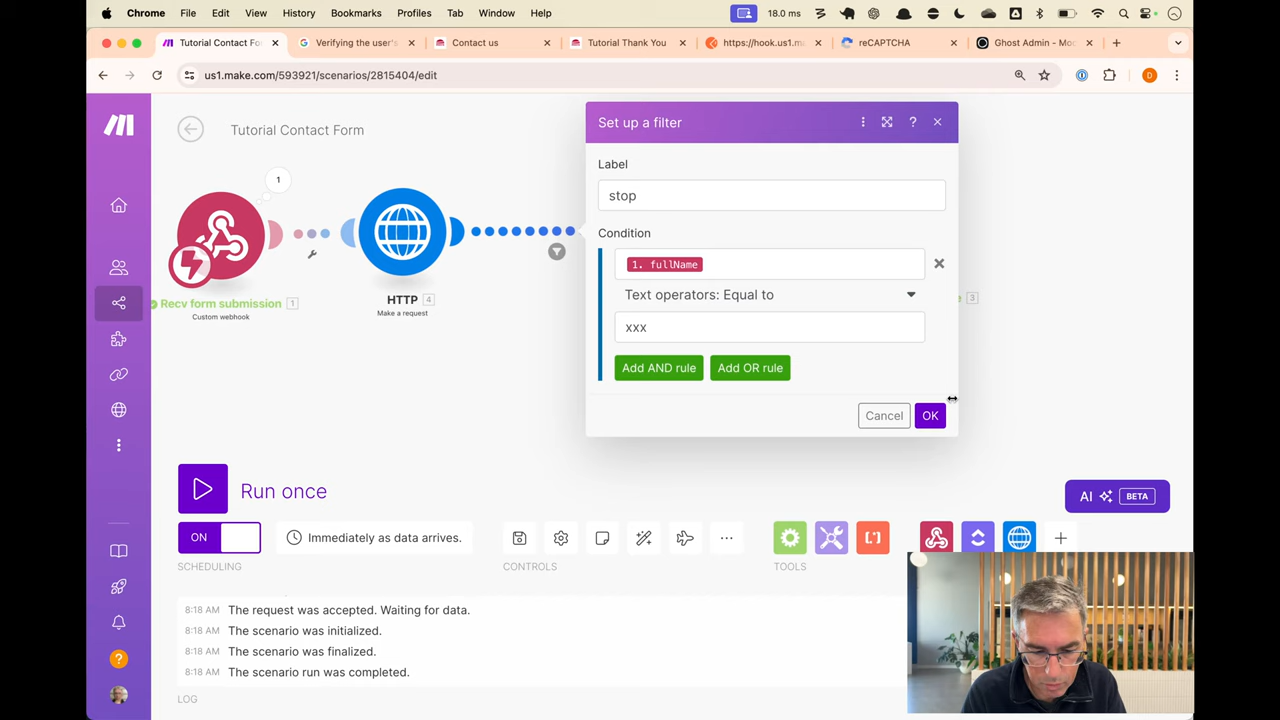 Chrome File Edit View History Bookmarks Profiles Tab Window Help 18.0 ms
Tutorial Contact Fo
Verifying the user's
Contact us
Tutorial Thank You
https://hook.us1.m
reCAPTCHA
Ghost Admin - Moc
us1.make.com/593921/scenarios/2815404/edit
D
Tutorial Contact Form
Set up a filter
Label
stop
Condition
1. fullName
Text operators: Equal to
xxx
Add AND rule Add OR rule
Cancel OK
1
Recv form submission 1
Custom webhook
HTTP 4
Make a request
3
Run once
AI BETA
ON
Immediately as data arrives.
SCHEDULING
CONTROLS
TOOLS
8:18 AM The request was accepted. Waiting for data.
8:18 AM The scenario was initialized.
8:18 AM The scenario was finalized.
8:18 AM The scenario run was completed.
LOG